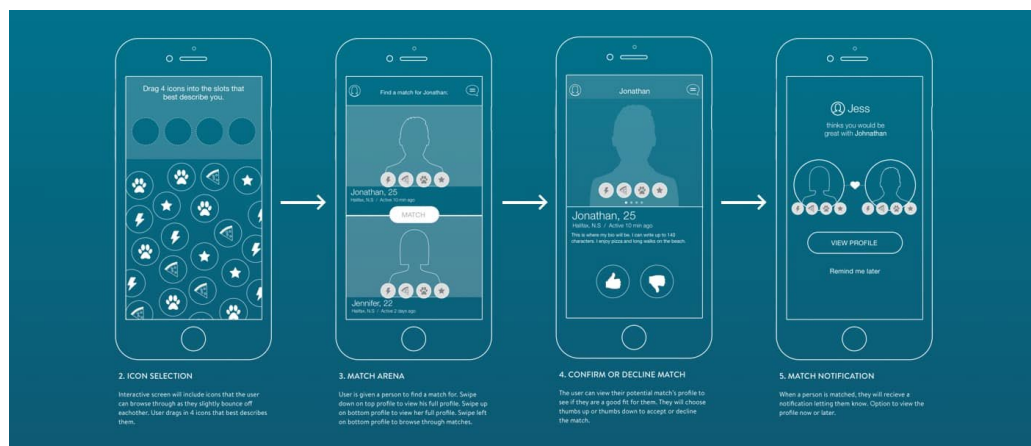 Drag 4 icons into the slots that
best describe you.
2. ICON SELECTION
Interactive screen will include icons that the user
can browse through as they slightly bounce off
eachother. User drags in 4 icons that best describes
them.
Find a match for Jonathan.
Jonathan, 25
Halifax, N.S / Active 10 min ago
MATCH
Jennifer, 22
Halifax, N.S / Active 2 days ago
3. MATCH ARENA
User is given a person to find a match for. Swipe
down on top profile to view his full profile. Swipe up
on bottom profile to view her full profile. Swipe left
on bottom profile to browse through matches.
Jonathan
Jonathan, 25
Halifax, N.S / Active 10 min ago
This is where my bio will be. I can write up to 140
characters. I enjoy pizza and long walks on the beach.
4. CONFIRM OR DECLINE MATCH
The user can view their potential match's profile to
see if they are a good fit for them. They will choose
thumbs up or thumbs down to accept or decline
the match.
Jess
thinks you would be
great with Johnathan
VIEW PROFILE
Remind me later
5. MATCH NOTIFICATION
When a person is matched, they will recieve a
notification letting them know. Option to view the
profile now or later.